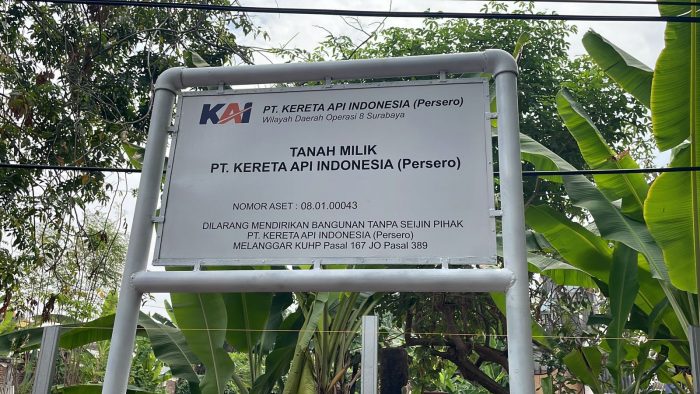 KAI PT. KERETA API INDONESIA (Persero)
Wilayah Daerah Operasi 8 Surabaya
TANAH MILIK
PT. KERETA API INDONESIA (Persero)
NOMOR ASET : 08.01.00043
DILARANG MENDIRIKAN BANGUNAN TANPA SEIJIN PIHAK
PT. KERETA API INDONESIA (Persero)
MELANGGAR KUHP Pasal 167 JO Pasal 389